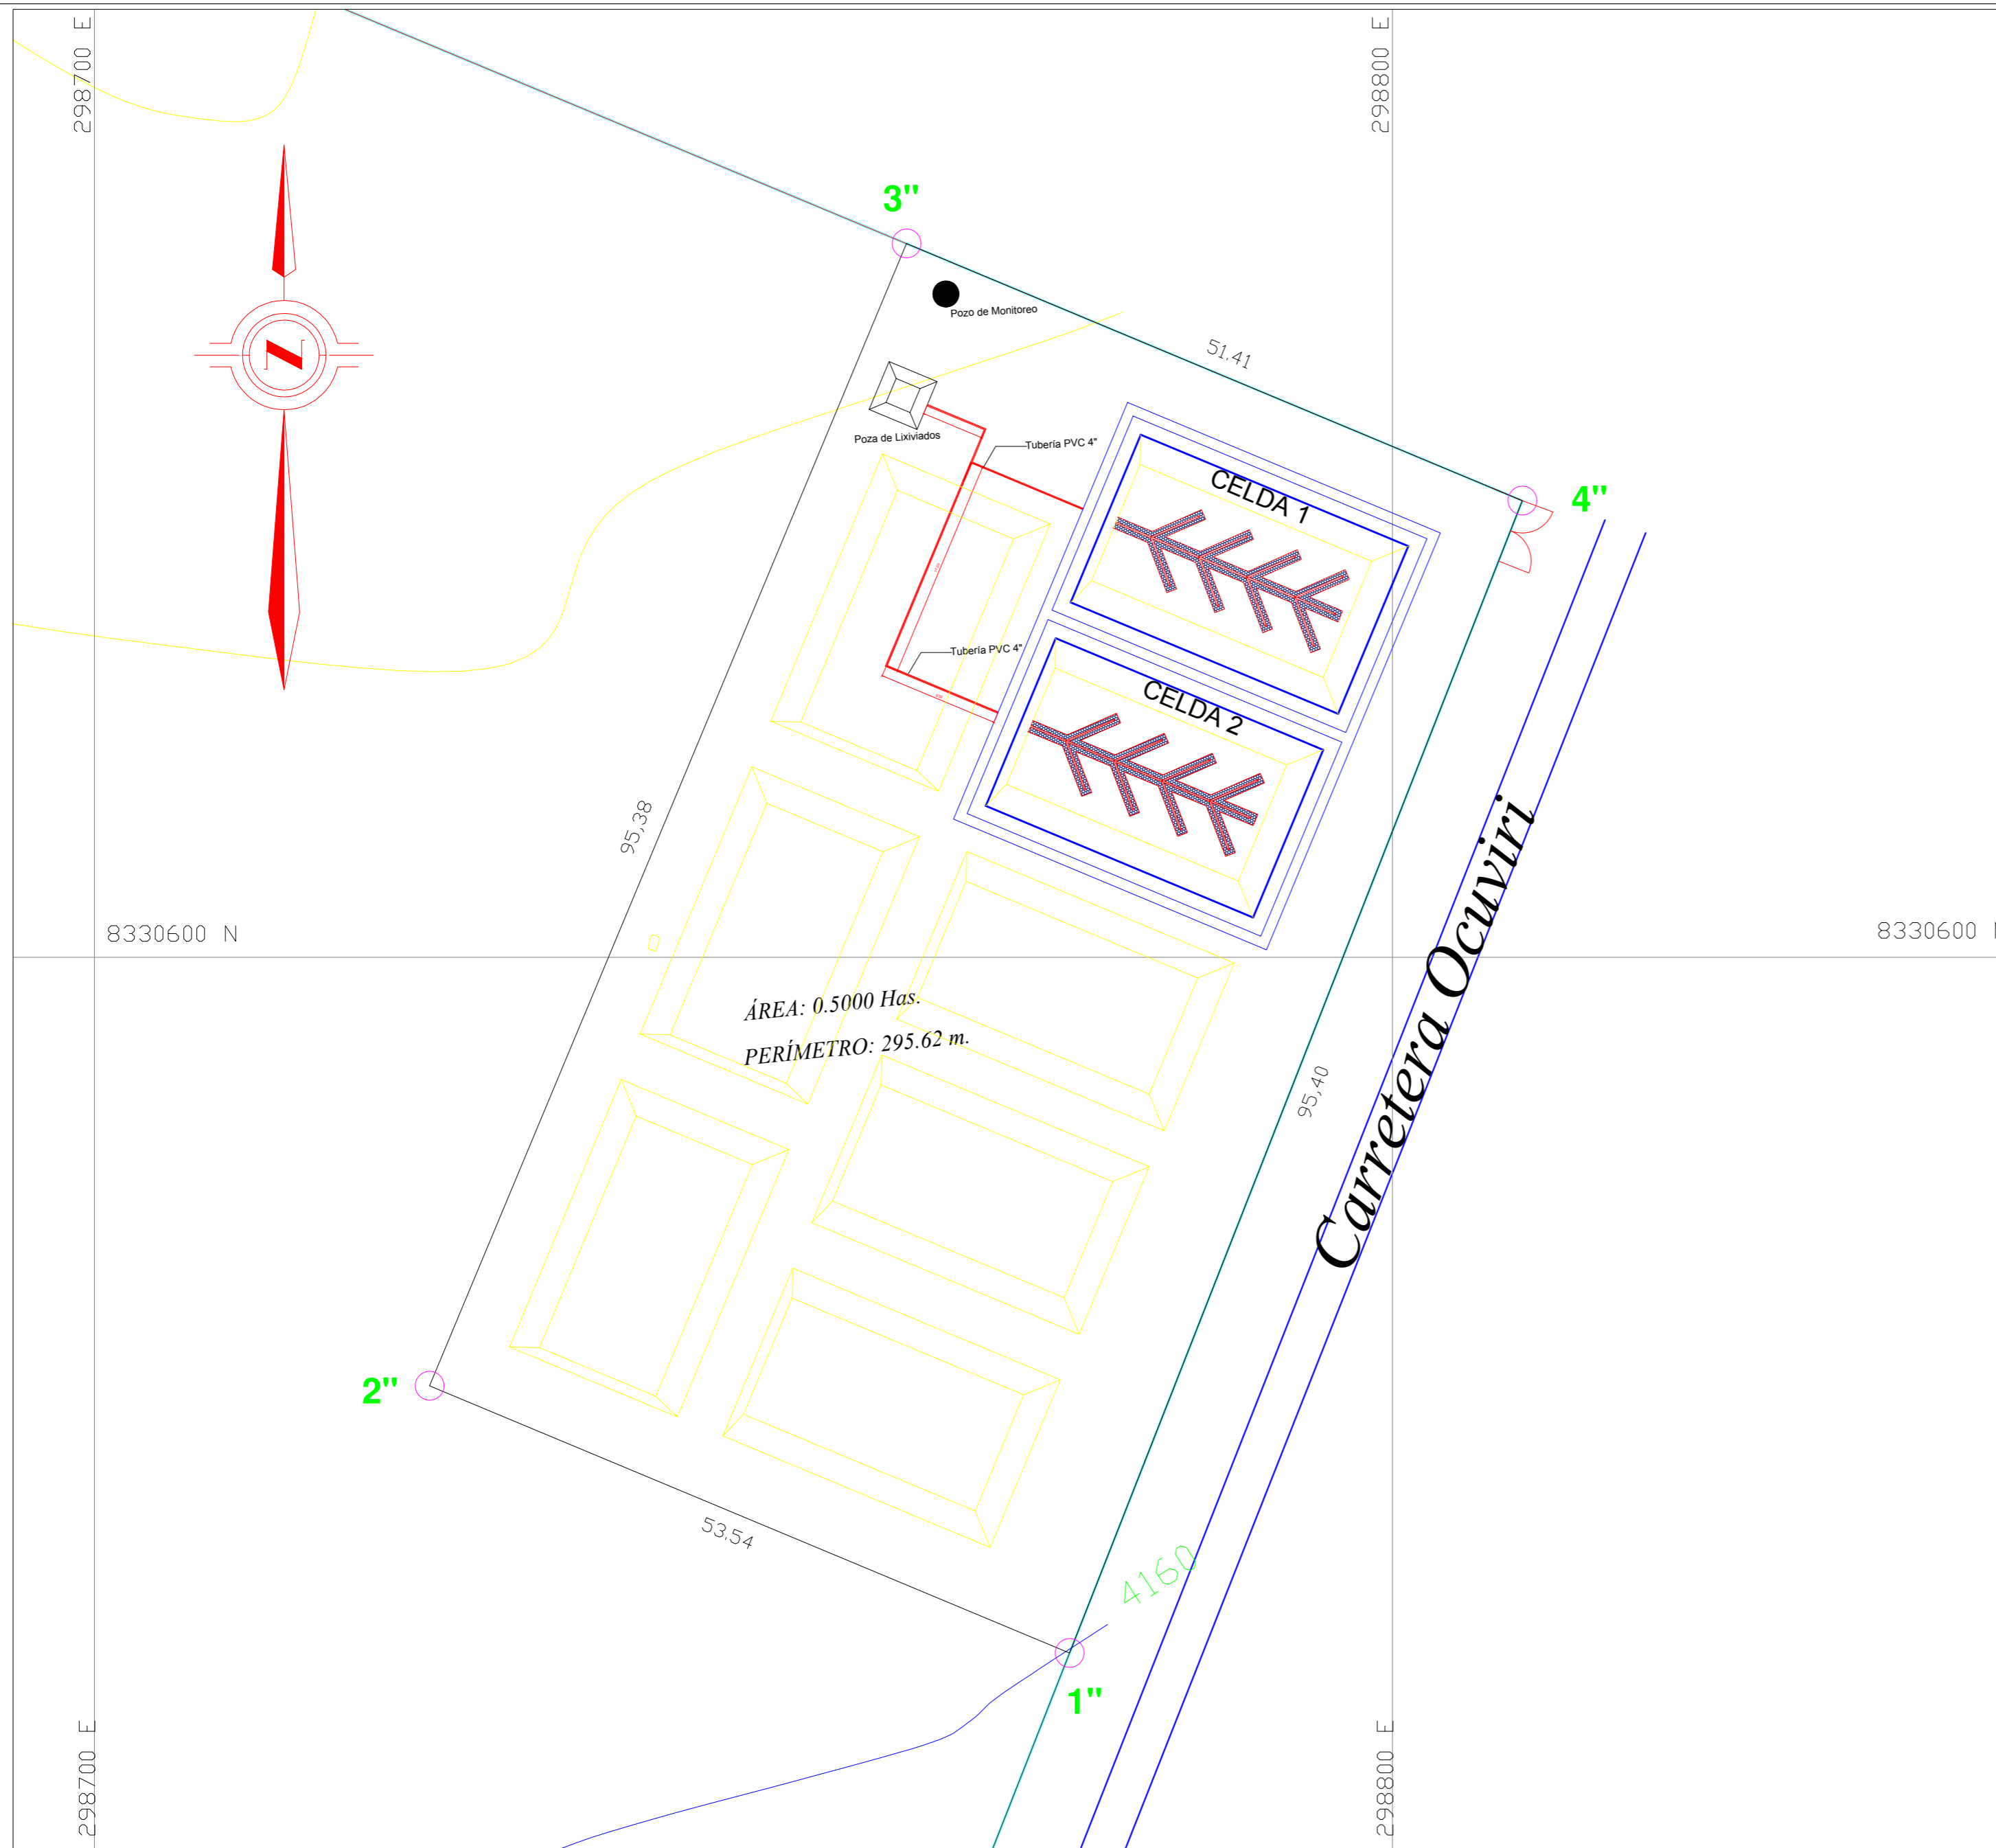 298700 E
298800 E
3"
Pozo de Monitoreo
51,41
Poza de Lixiviados
Tubería PVC 4"
4"
CELDA 1
Tubería PVC 4"
CELDA 2
95,38
8330600 N
8330600
ÁREA: 0.5000 Has.
PERÍMETRO: 295.62 m.
Carretera Ocuviri
95,40
2"
53,54
4160
1"
298700 E
298800 E